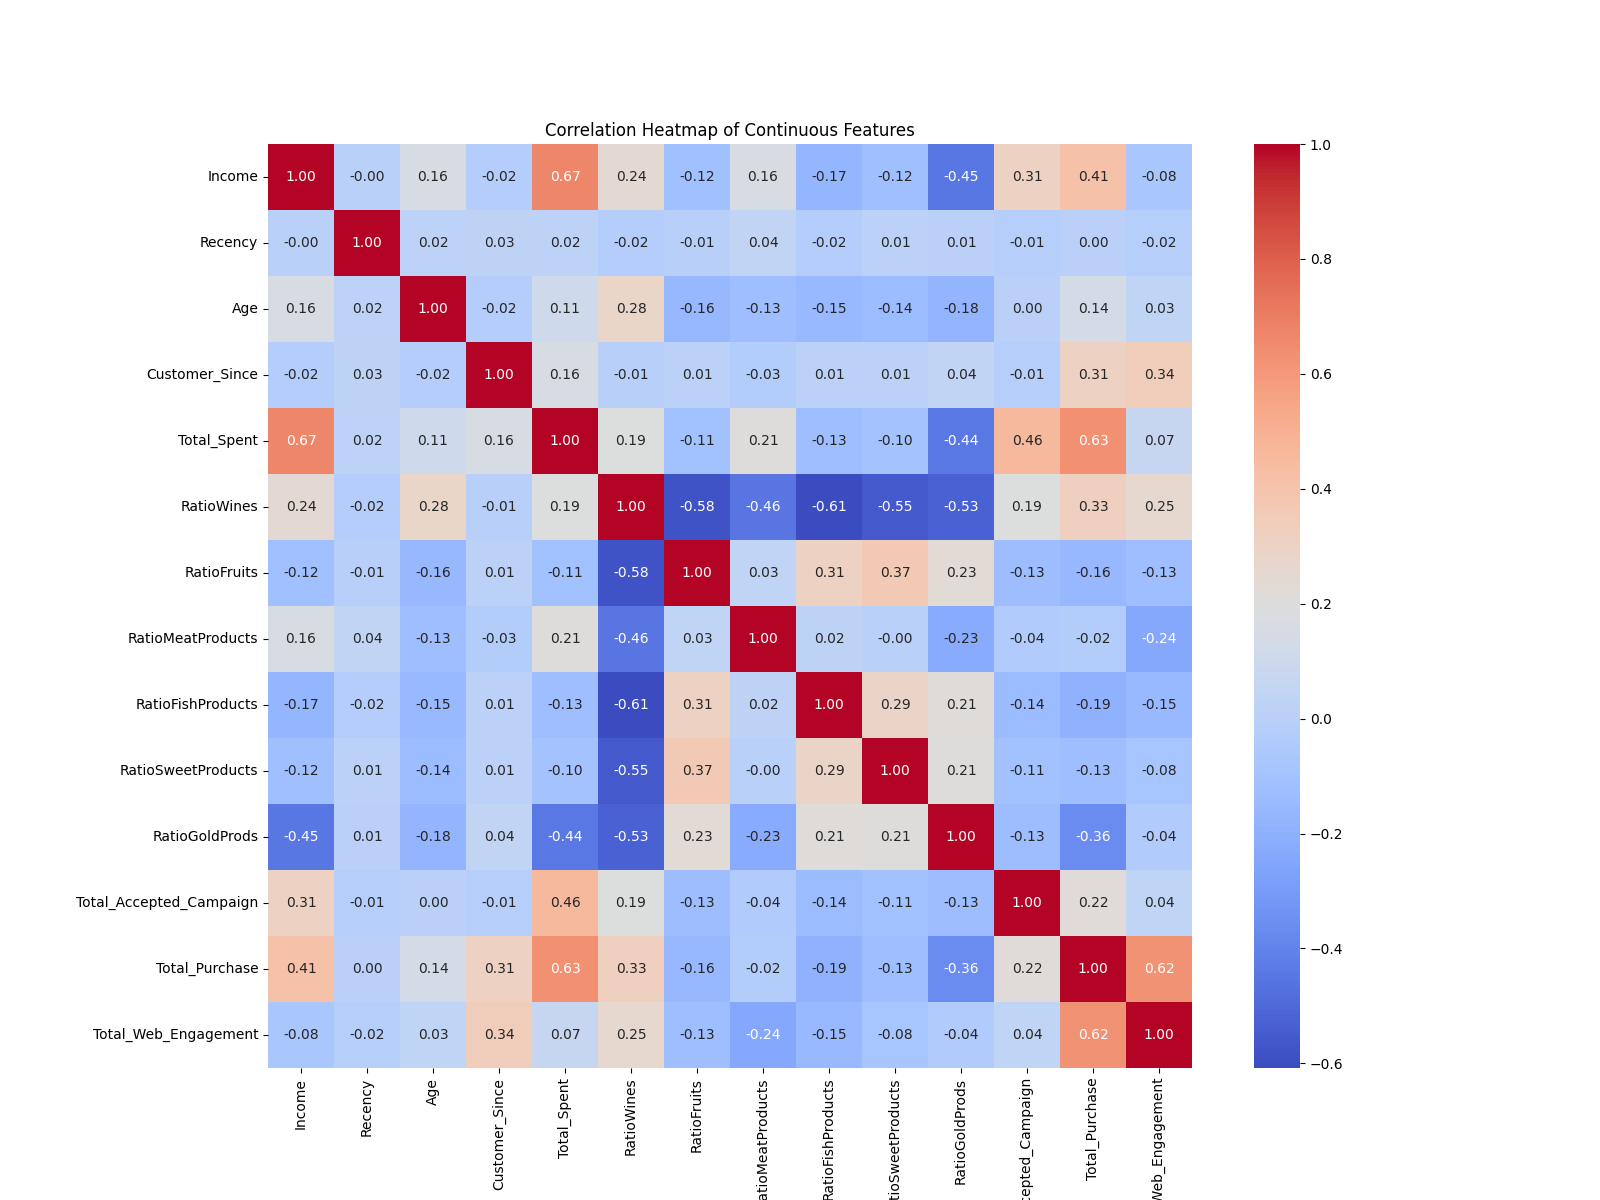 Correlation Heatmap of Continuous Features
Income 1.00 -0.00 0.16 -0.02 0.67 0.24 -0.12 0.16 -0.17 -0.12 -0.45 0.31 0.41 -0.08
Recency -0.00 1.00 0.02 0.03 0.02 -0.02 -0.01 0.04 -0.02 0.01 0.01 -0.01 0.00 -0.02
Age 0.16 0.02 1.00 -0.02 0.11 0.28 -0.16 -0.13 -0.15 -0.14 -0.18 0.00 0.14 0.03
Customer_Since -0.02 0.03 -0.02 1.00 0.16 -0.01 0.01 -0.03 0.01 0.01 0.04 -0.01 0.31 0.34
Total_Spent 0.67 0.02 0.11 0.16 1.00 0.19 -0.11 0.21 -0.13 -0.10 -0.44 0.46 0.63 0.07
RatioWines 0.24 -0.02 0.28 -0.01 0.19 1.00 -0.58 -0.46 -0.61 -0.55 -0.53 0.19 0.33 0.25
RatioFruits -0.12 -0.01 -0.16 0.01 -0.11 -0.58 1.00 0.03 0.31 0.37 0.23 -0.13 -0.16 -0.13
RatioMeatProducts 0.16 0.04 -0.13 -0.03 0.21 -0.46 0.03 1.00 0.02 -0.00 -0.23 -0.04 -0.02 -0.24
RatioFishProducts -0.17 -0.02 -0.15 0.01 -0.13 -0.61 0.31 0.02 1.00 0.29 0.21 -0.14 -0.19 -0.15
RatioSweetProducts -0.12 0.01 -0.14 0.01 -0.10 -0.55 0.37 -0.00 0.29 1.00 0.21 -0.11 -0.13 -0.08
RatioGoldProds -0.45 0.01 -0.18 0.04 -0.44 -0.53 0.23 -0.23 0.21 0.21 1.00 -0.13 -0.36 -0.04
Total_Accepted_Campaign 0.31 -0.01 0.00 -0.01 0.46 0.19 -0.13 -0.04 -0.14 -0.11 -0.13 1.00 0.22 0.04
Total_Purchase 0.41 0.00 0.14 0.31 0.63 0.33 -0.16 -0.02 -0.19 -0.13 -0.36 0.22 1.00 0.62
Total_Web_Engagement -0.08 -0.02 0.03 0.34 0.07 0.25 -0.13 -0.24 -0.15 -0.08 -0.04 0.04 0.62 1.00
Income
Recency
Age
Customer_Since
Total_Spent
RatioWines
RatioFruits
atioMeatProducts
RatioFishProducts
tioSweetProducts
RatioGoldProds
cepted_Campaign
Total_Purchase
Web_Engagement
1.0
0.8
0.6
0.4
0.2
0.0
−0.2
−0.4
−0.6